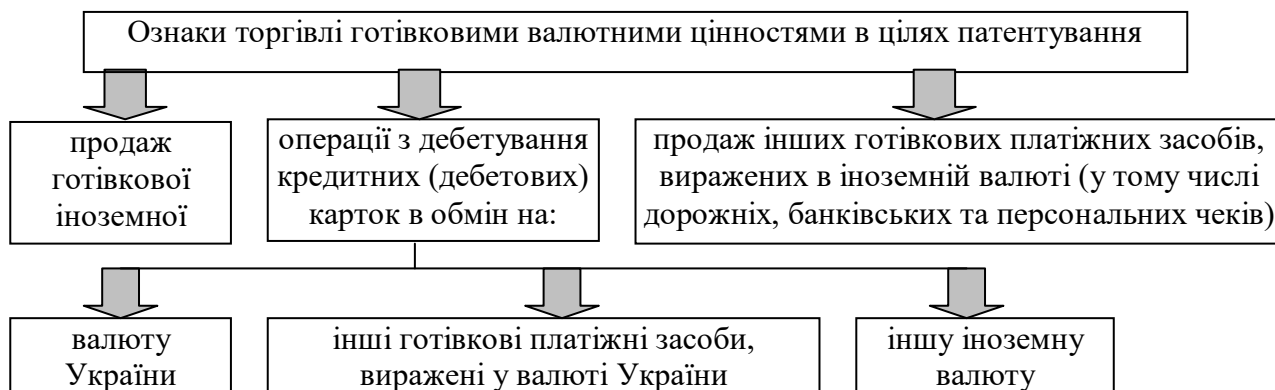 Ознаки торгівлі готівковими валютними цінностями в цілях патентування
продаж
готівкової
іноземної
операції з дебетування
кредитних (дебетових)
карток в обмін на:
продаж інших готівкових платіжних засобів,
виражених в іноземній валюті (у тому числі
дорожніх, банківських та персональних чеків)
валюту
України
інші готівкові платіжні засоби,
виражені у валюті України
іншу іноземну
валюту